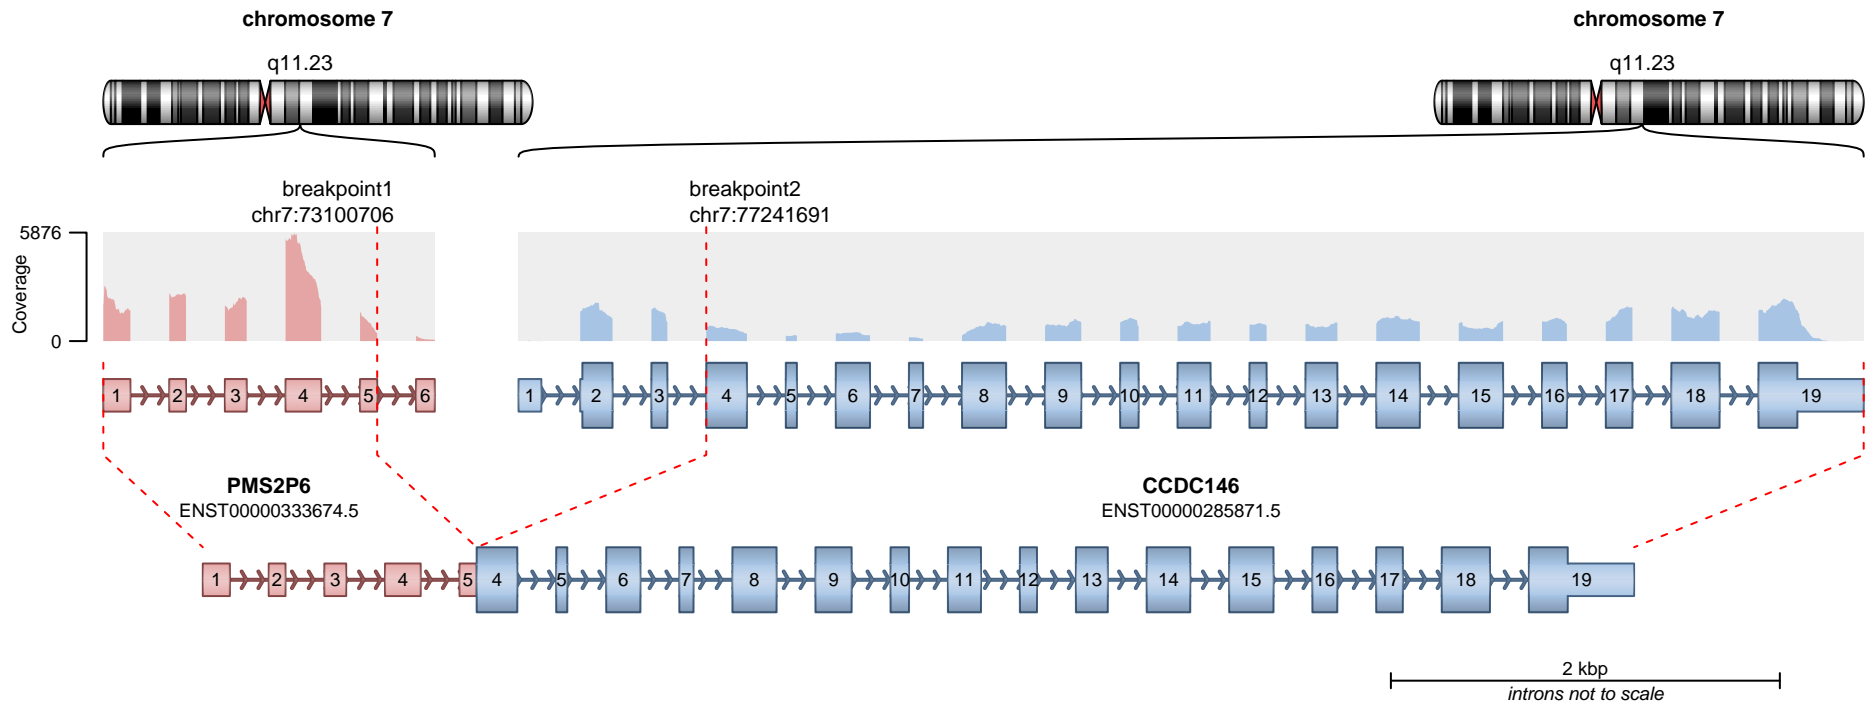 chromosome 7
chromosome 7
q11.23
q11.23
breakpoint1
chr7:73100706
breakpoint2
chr7:77241691
5876
Coverage
0
1 2 3 4 5 6
1 2 3 4 5 6 7 8 9 10 11 12 13 14 15 16 17 18 19
PMS2P6
ENST00000333674.5
CCDC146
ENST00000285871.5
1 2 3 4 5 4 5 6 7 8 9 10 11 12 13 14 15 16 17 18 19
2 kbp
introns not to scale